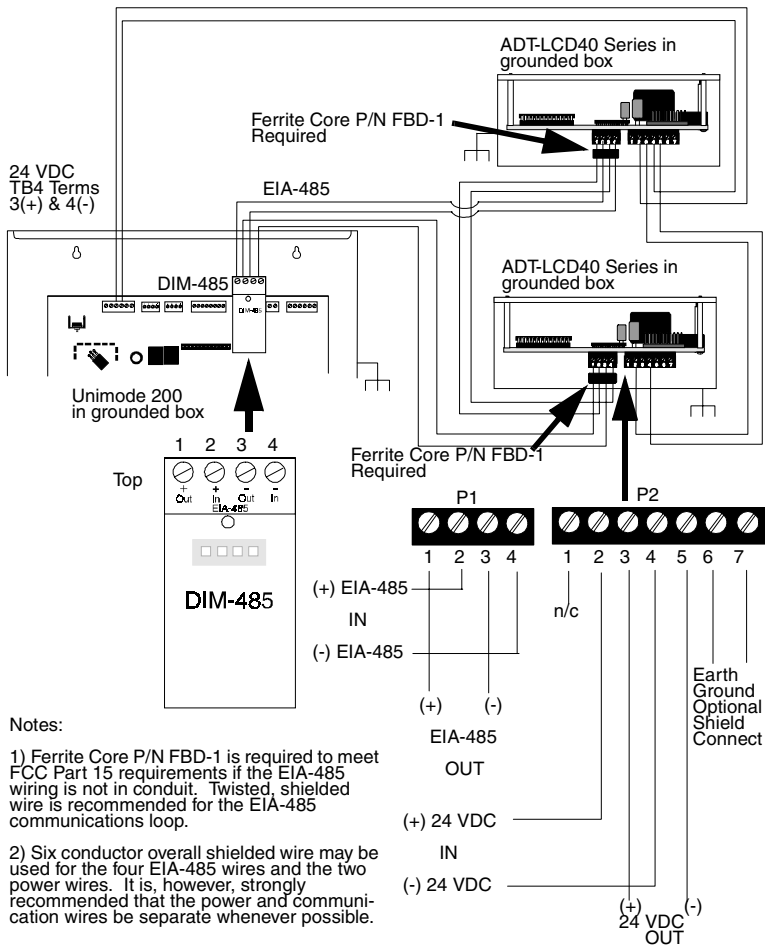 ADT-LCD40 Series in
grounded box
Ferrite Core P/N FBD-1
Required
24 VDC
TB4 Terms
3(+) & 4(-)
EIA-485
DIM-485
DIM-485
ADT-LCD40 Series in
grounded box
Unimode 200
in grounded box
Ferrite Core P/N FBD-1
Required
Top
1 2 3 4
+ + - -
Out In Out In
EIA-485
DIM-485
P1
1 2 3 4
P2
1 2 3 4 5 6 7
(+) EIA-485
IN
(-) EIA-485
n/c
(+) (-)
EIA-485
OUT
Earth
Ground
Optional
Shield
Connect
(+) 24 VDC
IN
(-) 24 VDC
(+) (-)
24 VDC
OUT
Notes:
1) Ferrite Core P/N FBD-1 is required to meet
FCC Part 15 requirements if the EIA-485
wiring is not in conduit. Twisted, shielded
wire is recommended for the EIA-485
communications loop.
2) Six conductor overall shielded wire may be
used for the four EIA-485 wires and the two
power wires. It is, however, strongly
recommended that the power and communi-
cation wires be separate whenever possible.